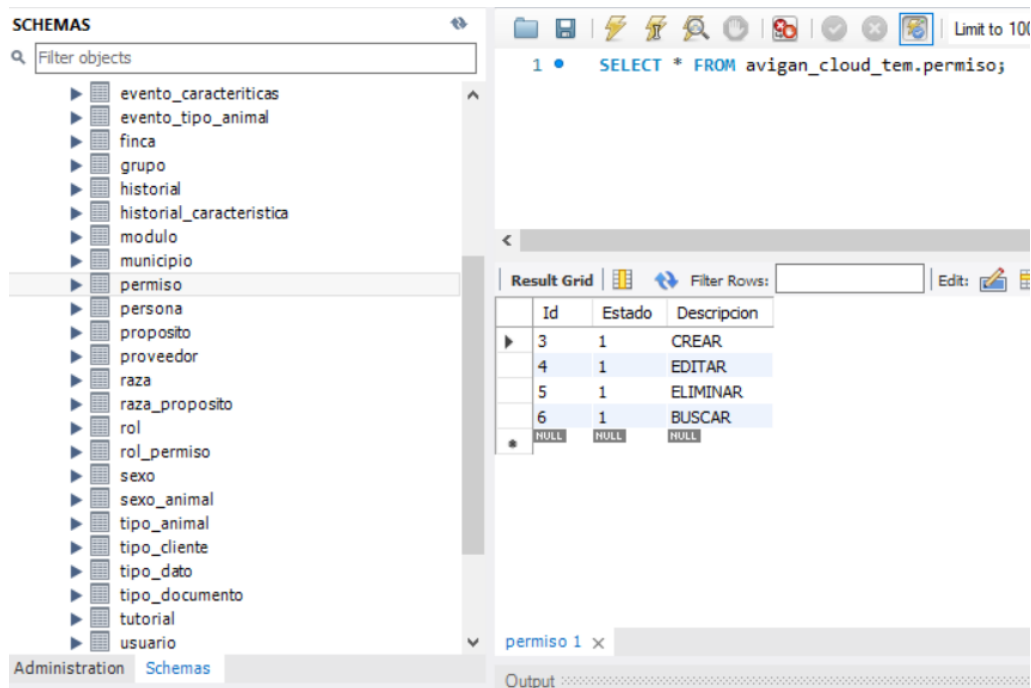 SCHEMAS
Filter objects
evento_caracteriticas
evento_tipo_animal
finca
grupo
historial
historial_caracteristica
modulo
municipio
permiso
persona
proposito
proveedor
raza
raza_proposito
rol
rol_permiso
sexo
sexo_animal
tipo_animal
tipo_cliente
tipo_dato
tipo_documento
tutorial
usuario
Administration Schemas
Limit to 100
1 SELECT * FROM avigan_cloud_tem.permiso;
Result Grid Filter Rows: Edit:
Id Estado Descripcion
3 1 CREAR
4 1 EDITAR
5 1 ELIMINAR
6 1 BUSCAR
NULL NULL NULL
permiso 1
Output